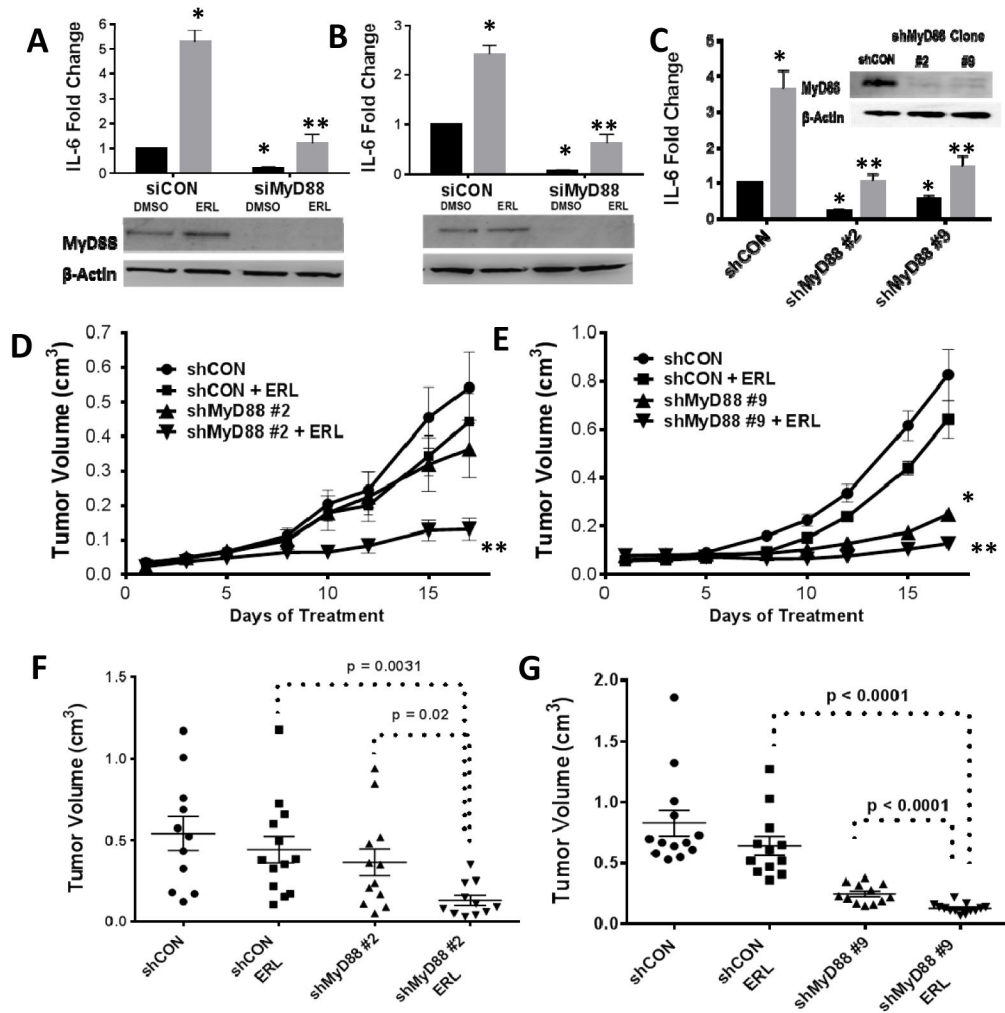 A
IL-6 Fold Change
6
5
4
3
2
1
0
*
*
**
siCON
siMyD88
DMSO
ERL
DMSO
ERL
MyD88
β-Actin
B
IL-6 Fold Change
3
2
1
0
*
*
**
siCON
siMyD88
DMSO
ERL
DMSO
ERL
C
IL-6 Fold Change
5
4
3
2
1
0
*
*
**
*
**
shCON
shMyD88 #2
shMyD88 #9
shMyD88 Clone
shCON
#2
#9
MyD88
β-Actin
D
Tumor Volume (cm³)
0.7
0.6
0.5
0.4
0.3
0.2
0.1
0.0
0
5
10
15
Days of Treatment
shCON
shCON + ERL
shMyD88 #2
shMyD88 #2 + ERL
**
E
Tumor Volume (cm³)
1.0
0.8
0.6
0.4
0.2
0.0
0
5
10
15
Days of Treatment
shCON
shCON + ERL
shMyD88 #9
shMyD88 #9 + ERL
*
**
F
Tumor Volume (cm³)
1.5
1.0
0.5
0.0
p = 0.0031
p = 0.02
shCON
shCON
ERL
shMyD88 #2
shMyD88 #2
ERL
G
Tumor Volume (cm³)
2.0
1.5
1.0
0.5
0.0
p < 0.0001
p < 0.0001
shCON
shCON
ERL
shMyD88 #9
shMyD88 #9
ERL